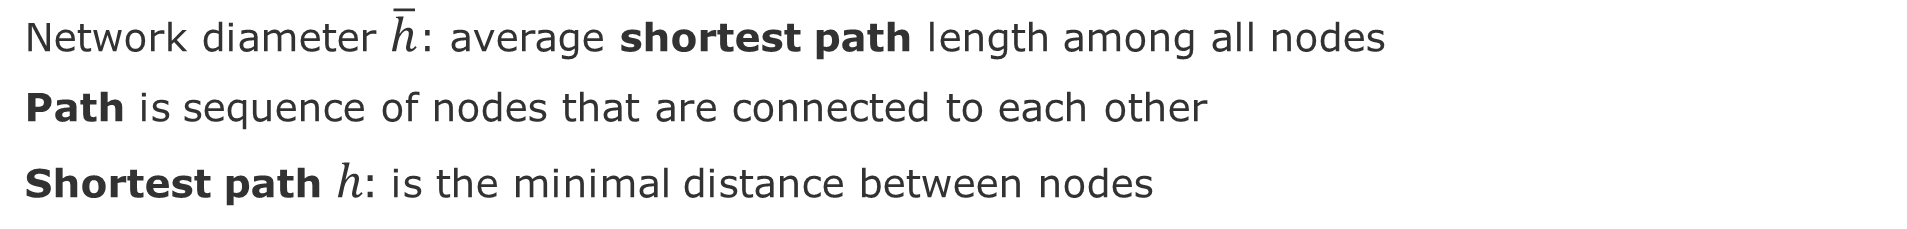 Network diameter h̅: average shortest path length among all nodes
Path is sequence of nodes that are connected to each other
Shortest path h: is the minimal distance between nodes